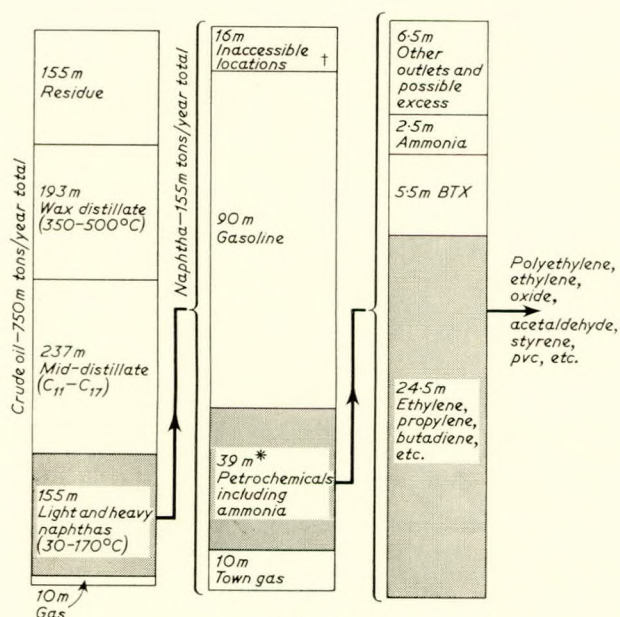 Crude oil—750m tons/year total
155m
Residue
193m
Wax distillate
(350–500°C)
237m
Mid-distillate
(C₁₁–C₁₇)
155m
Light and heavy
naphthas
(30–170°C)
10m
Gas
Naphtha—155m tons/year total
16m
Inaccessible
locations †
90m
Gasoline
39m*
Petrochemicals
including
ammonia
10m
Town gas
6·5m
Other
outlets and
possible
excess
2·5m
Ammonia
5·5m BTX
24·5m
Ethylene,
propylene,
butadiene,
etc.
Polyethylene,
ethylene,
oxide,
acetaldehyde,
styrene,
pvc, etc.